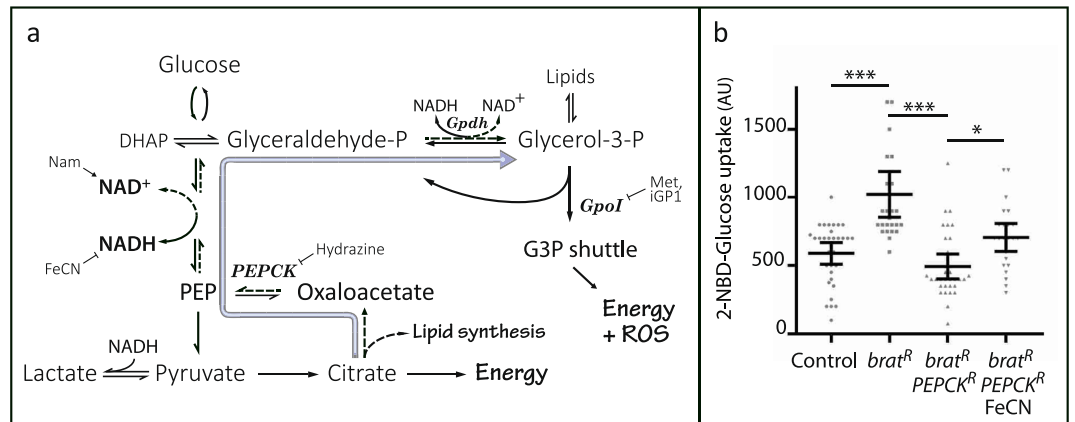 a
Glucose
Lipids
NADH
NAD+
Gpdh
DHAP
Glyceraldehyde-P
Glycerol-3-P
Nam
NAD+
Met,
iGP1
GpoI
NADH
FeCN
Hydrazine
PEPCK
G3P shuttle
PEP
Oxaloacetate
Energy
+ ROS
Lipid synthesis
NADH
Lactate
Pyruvate
Citrate
Energy
b
2-NBD-Glucose uptake (AU)
***
***
*
1500
1000
500
0
Control
bratR
bratR
PEPCKR
bratR
PEPCKR
FeCN